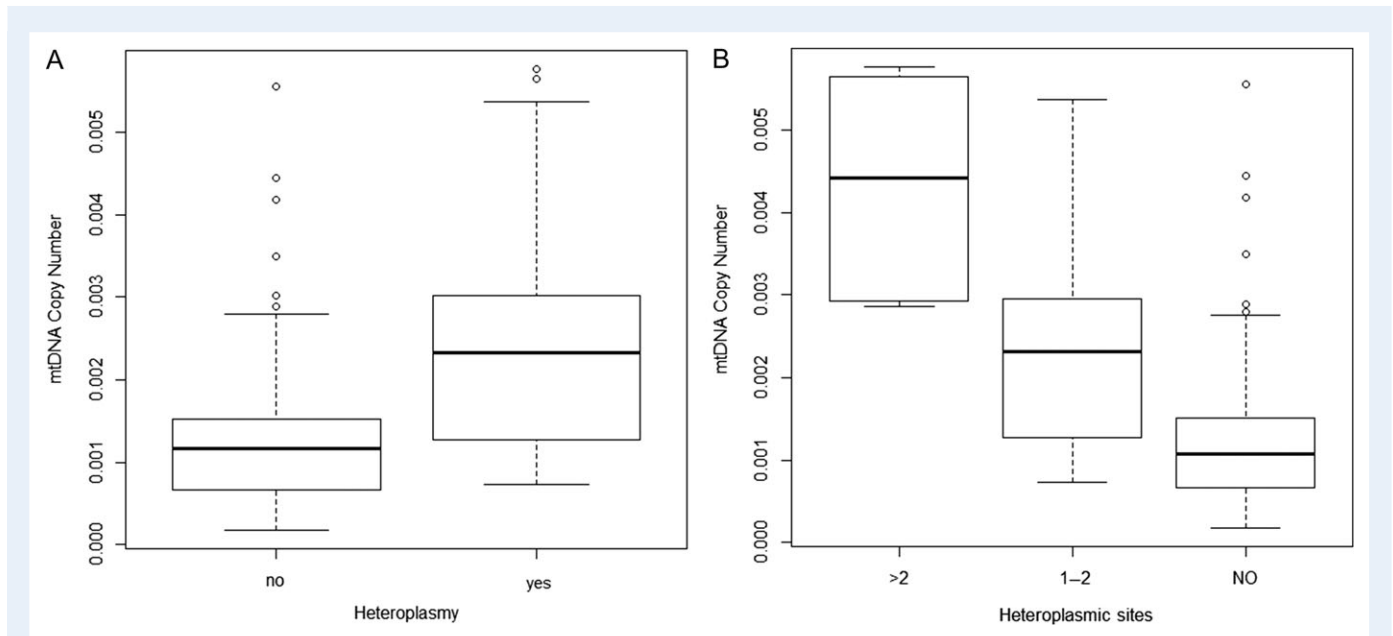 A
mtDNA Copy Number
0.005
0.004
0.003
0.002
0.001
0.000
no
yes
Heteroplasmy
B
mtDNA Copy Number
0.005
0.004
0.003
0.002
0.001
0.000
>2
1–2
NO
Heteroplasmic sites